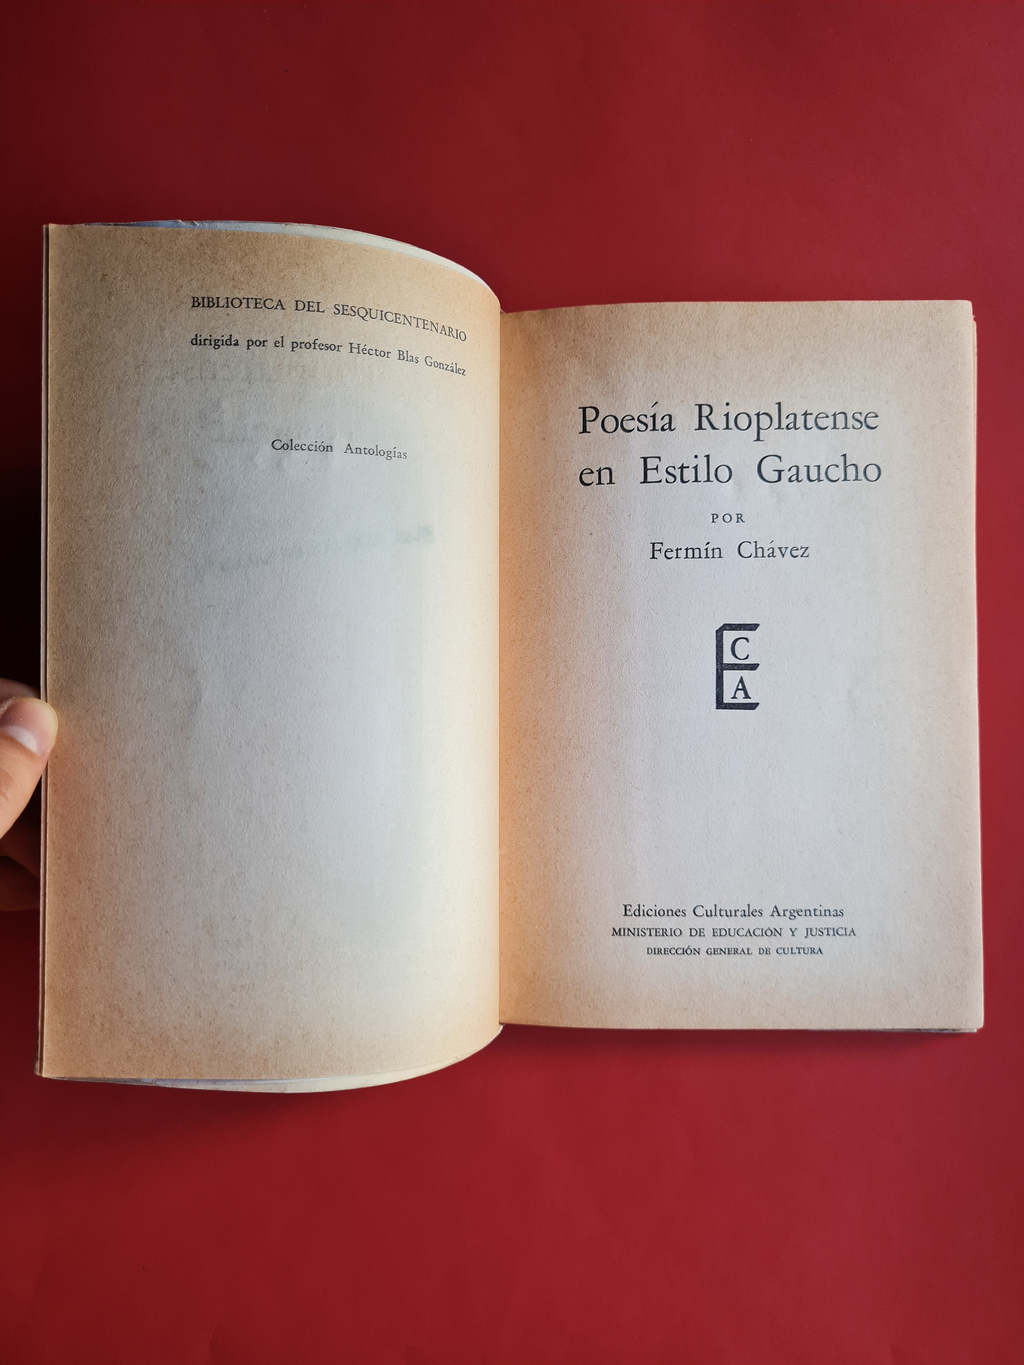 BIBLIOTECA DEL SESQUICENTENARIO
dirigida por el profesor Héctor Blas González
Colección Antologías
Poesía Rioplatense
en Estilo Gaucho
POR
Fermín Chávez
E
C
A
Ediciones Culturales Argentinas
MINISTERIO DE EDUCACIÓN Y JUSTICIA
DIRECCIÓN GENERAL DE CULTURA